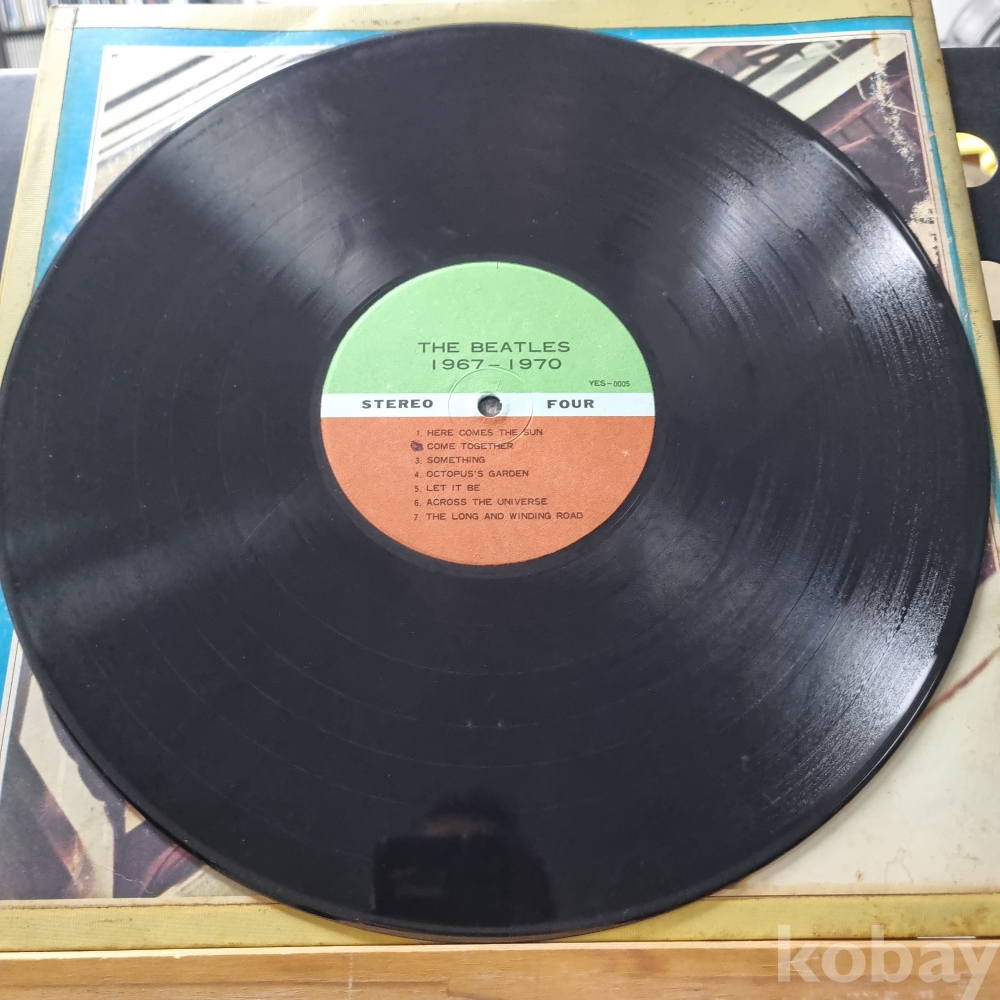 THE BEATLES
1967-1970
YES-0005
STEREO FOUR
1. HERE COMES THE SUN
COME TOGETHER
3. SOMETHING
4. OCTOPUS'S GARDEN
5. LET IT BE
6. ACROSS THE UNIVERSE
7. THE LONG AND WINDING ROAD
kobay